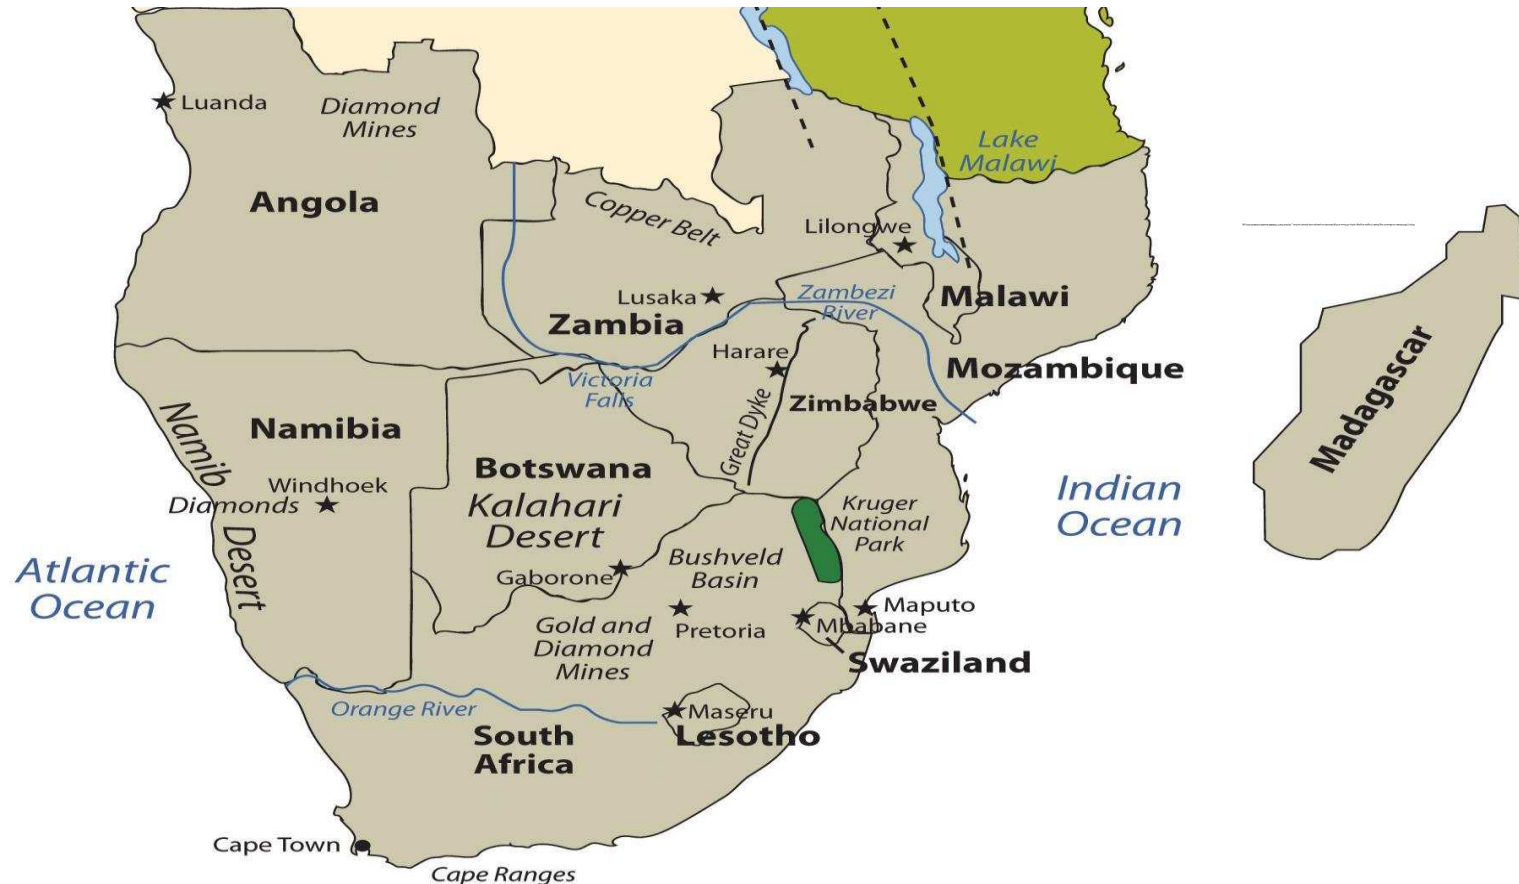 Luanda
Diamond
Mines
Lake
Malawi
Angola
Copper Belt
Lilongwe
Lusaka
Zambezi
River
Malawi
Zambia
Harare
Mozambique
Victoria
Falls
Great Dyke
Zimbabwe
Madagascar
Namib
Desert
Namibia
Windhoek
Diamonds
Botswana
Kalahari
Desert
Kruger
National
Park
Indian
Ocean
Atlantic
Ocean
Bushveld
Basin
Gaborone
Pretoria
Maputo
Mbabane
Gold and
Diamond
Mines
Swaziland
Orange River
Maseru
Lesotho
South
Africa
Cape Town
Cape Ranges